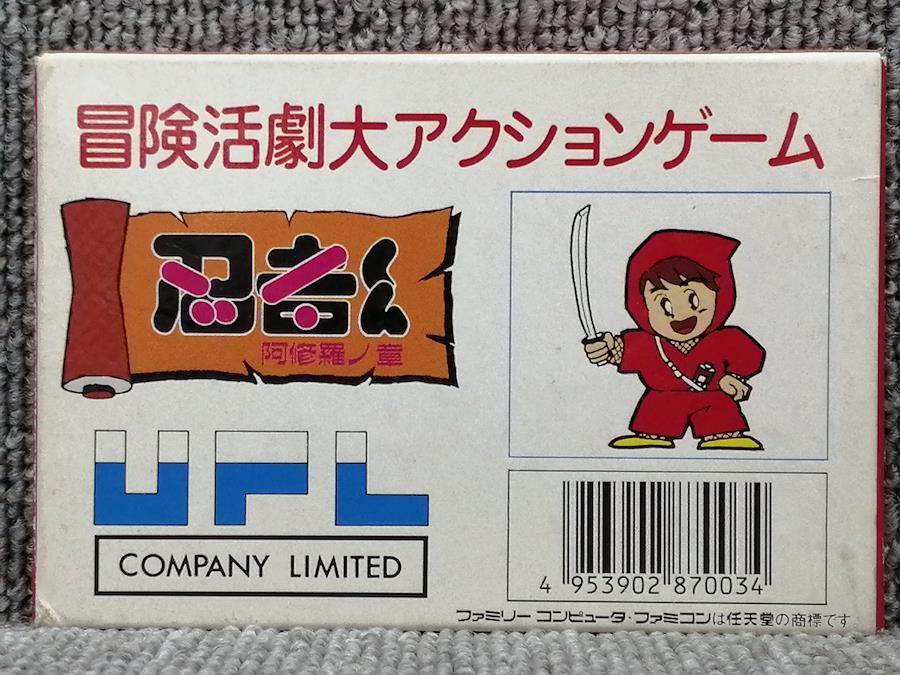 冒険活劇大アクションゲーム
忍者くん
阿修羅ノ章
UPL
COMPANY LIMITED
4 953902 870034
ファミリー コンピュータ・ファミコンは任天堂の商標です。